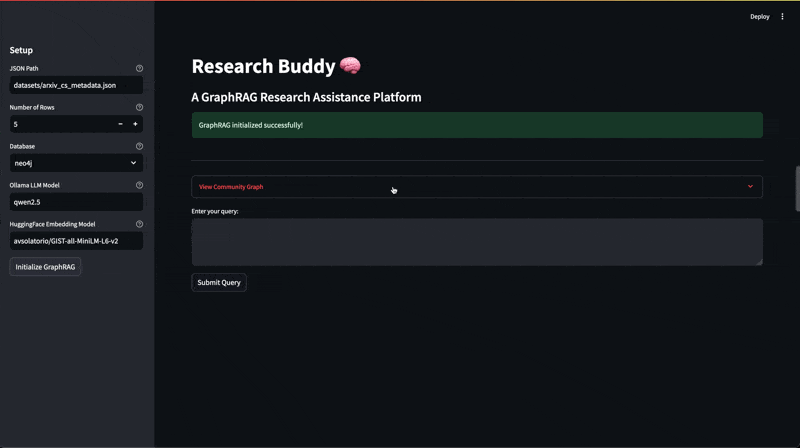 Deploy
Setup
JSON Path
datasets/arxiv_cs_metadata.json
Number of Rows
5
Database
neo4j
Ollama LLM Model
qwen2.5
HuggingFace Embedding Model
avsolatorio/GIST-all-MiniLM-L6-v2
Initialize GraphRAG
Research Buddy
A GraphRAG Research Assistance Platform
GraphRAG initialized successfully!
View Community Graph
Enter your query:
Submit Query